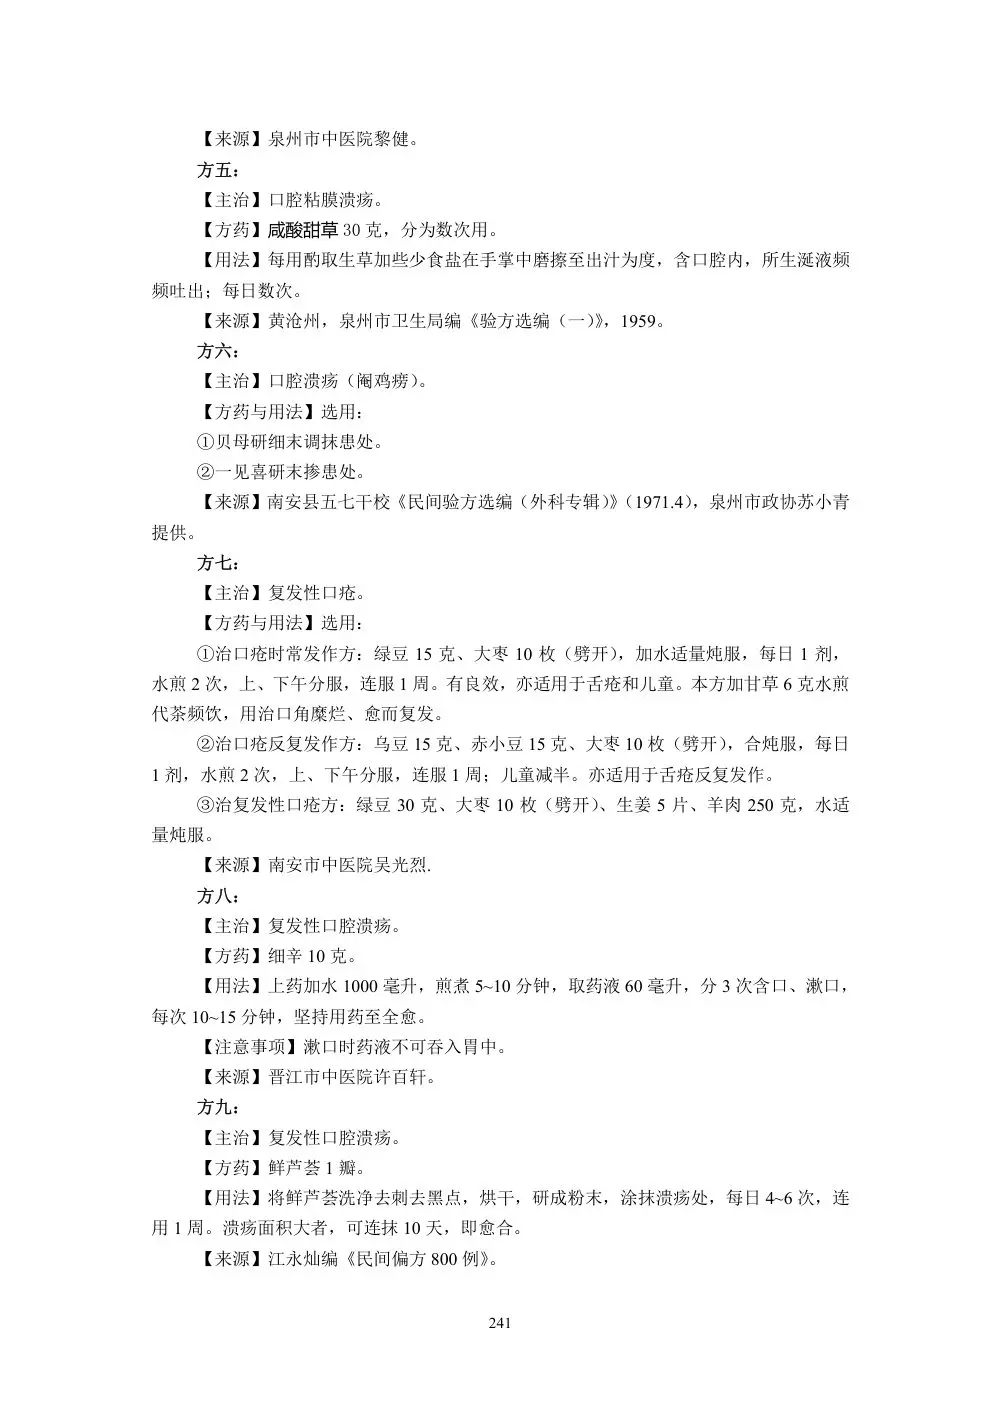 【来源】泉州市中医院黎健。
方五：
【主治】口腔粘膜溃疡。
【方药】咸酸甜草 30 克，分为数次用。
【用法】每用酌取生草加些少食盐在手掌中磨擦至出汁为度，含口腔内，所生涎液频
频吐出；每日数次。
【来源】黄沧州，泉州市卫生局编《验方选编（一）》，1959。
方六：
【主治】口腔溃疡（阉鸡痨）。
【方药与用法】选用：
①贝母研细末调抹患处。
②一见喜研末掺患处。
【来源】南安县五七干校《民间验方选编（外科专辑）》（1971.4），泉州市政协苏小青
提供。
方七：
【主治】复发性口疮。
【方药与用法】选用：
①治口疮时常发作方：绿豆 15 克、大枣 10 枚（劈开），加水适量炖服，每日 1 剂，
水煎 2 次，上、下午分服，连服 1 周。有良效，亦适用于舌疮和儿童。本方加甘草 6 克水煎
代茶频饮，用治口角糜烂、愈而复发。
②治口疮反复发作方：乌豆 15 克、赤小豆 15 克、大枣 10 枚（劈开），合炖服，每日
1 剂，水煎 2 次，上、下午分服，连服 1 周；儿童减半。亦适用于舌疮反复发作。
③治复发性口疮方：绿豆 30 克、大枣 10 枚（劈开）、生姜 5 片、羊肉 250 克，水适
量炖服。
【来源】南安市中医院吴光烈.
方八：
【主治】复发性口腔溃疡。
【方药】细辛 10 克。
【用法】上药加水 1000 毫升，煎煮 5~10 分钟，取药液 60 毫升，分 3 次含口、漱口，
每次 10~15 分钟，坚持用药至全愈。
【注意事项】漱口时药液不可吞入胃中。
【来源】晋江市中医院许百轩。
方九：
【主治】复发性口腔溃疡。
【方药】鲜芦荟 1 瓣。
【用法】将鲜芦荟洗净去刺去黑点，烘干，研成粉末，涂抹溃疡处，每日 4~6 次，连
用 1 周。溃疡面积大者，可连抹 10 天，即愈合。
【来源】江永灿编《民间偏方 800 例》。
241